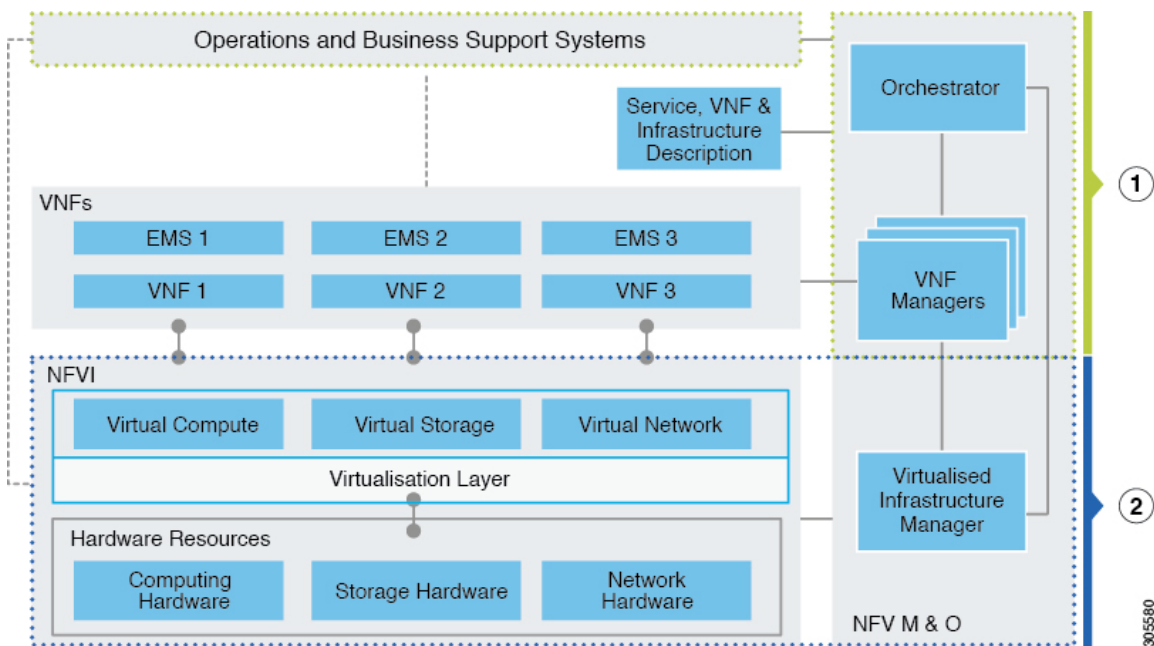 Operations and Business Support Systems
Orchestrator
Service, VNF &
Infrastructure
Description
1
VNFs
EMS 1
EMS 2
EMS 3
VNF 1
VNF 2
VNF 3
VNF
Managers
NFVI
Virtual Compute
Virtual Storage
Virtual Network
Virtualisation Layer
Virtualised
Infrastructure
Manager
2
Hardware Resources
Computing
Hardware
Storage Hardware
Network
Hardware
NFV M & O
305580